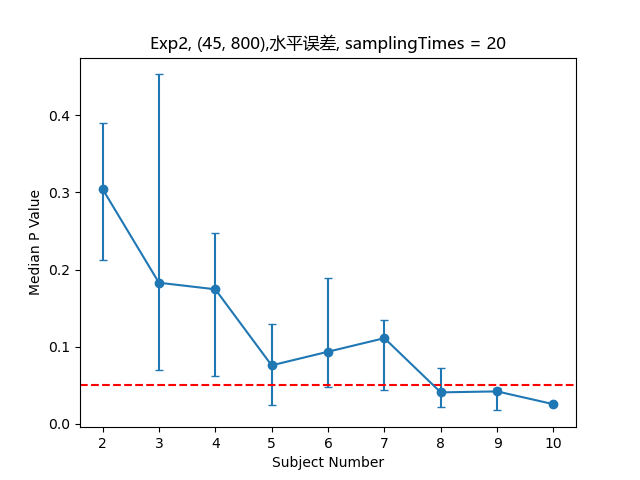 Exp2, (45, 800),水平误差, samplingTimes = 20
0.4
0.3
0.2
0.1
0.0
Median P Value
2 3 4 5 6 7 8 9 10
Subject Number